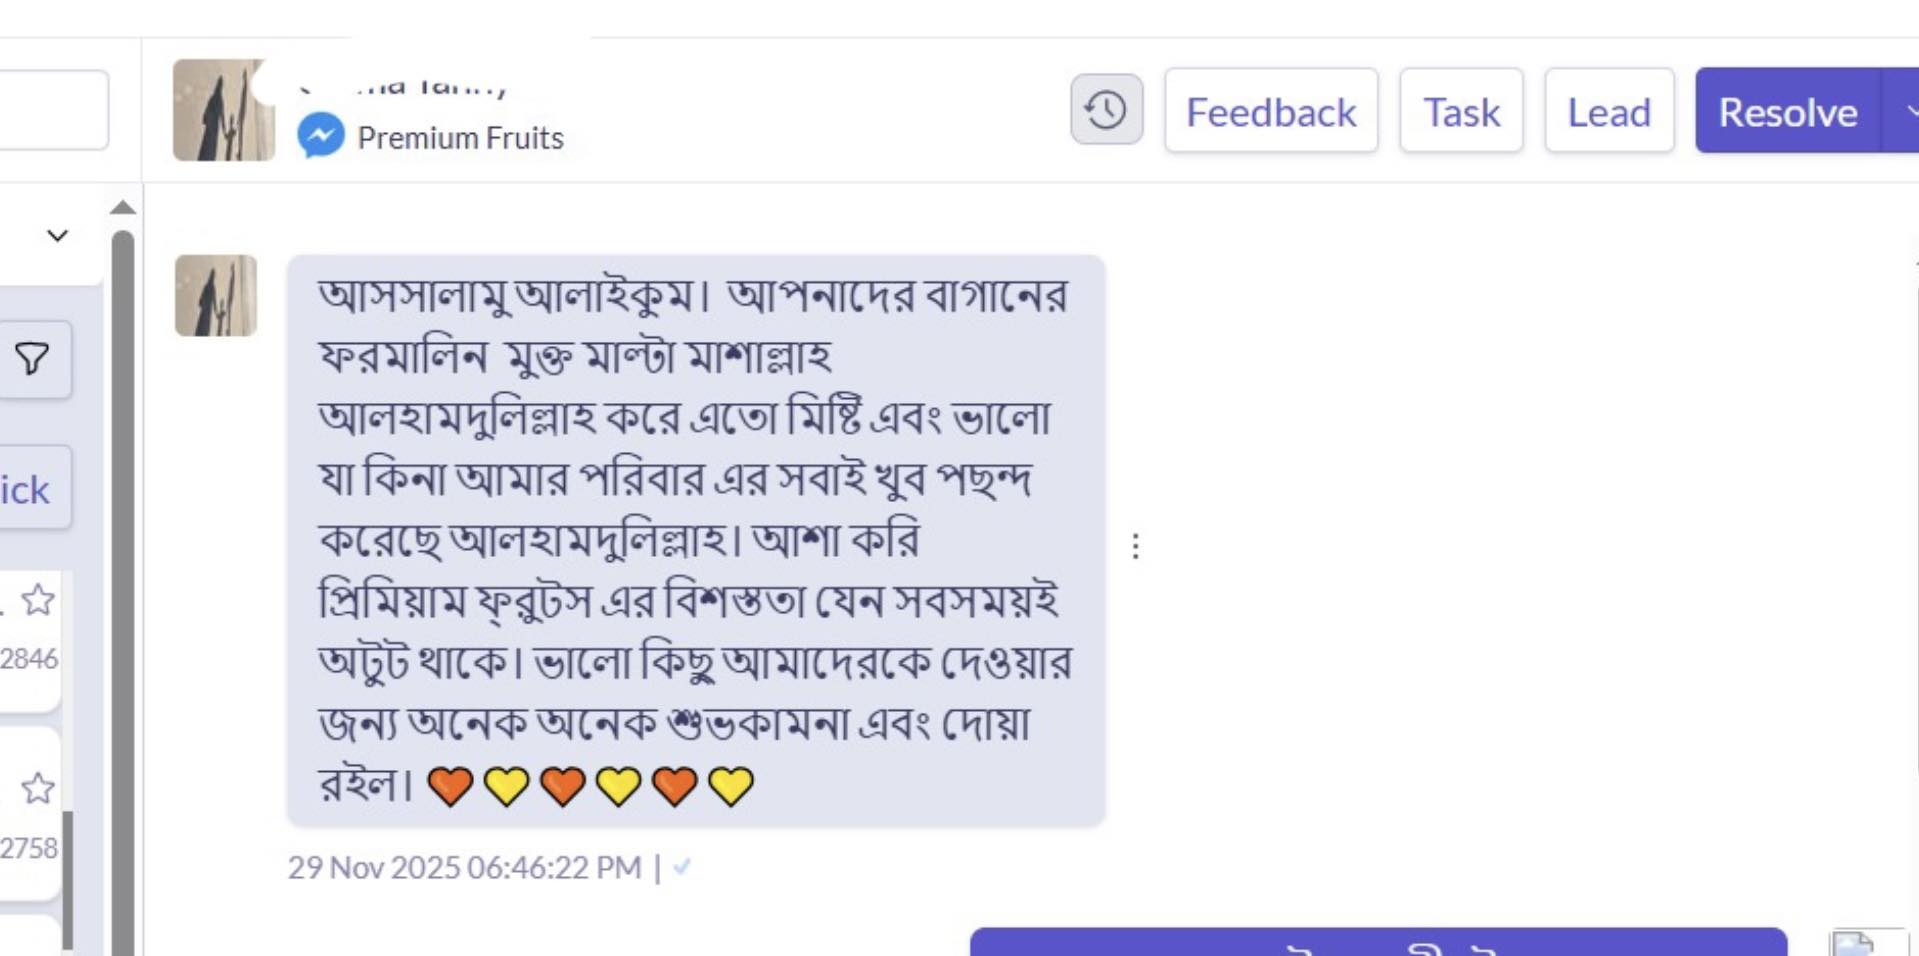 Premium Fruits
Feedback
Task
Lead
Resolve
আসসালামু আলাইকুম। আপনাদের বাগানের
ফরমালিন মুক্ত মাল্টা মাশাল্লাহ
আলহামদুলিল্লাহ করে এতো মিষ্টি এবং ভালো
যা কিনা আমার পরিবার এর সবাই খুব পছন্দ
করেছে আলহামদুলিল্লাহ। আশা করি
প্রিমিয়াম ফ্রুটস এর বিশস্ততা যেন সবসময়ই
অটুট থাকে। ভালো কিছু আমাদেরকে দেওয়ার
জন্য অনেক অনেক শুভকামনা এবং দোয়া
রইল। 🧡💛🧡💛🧡💛
29 Nov 2025 06:46:22 PM |
ick
2846
2758